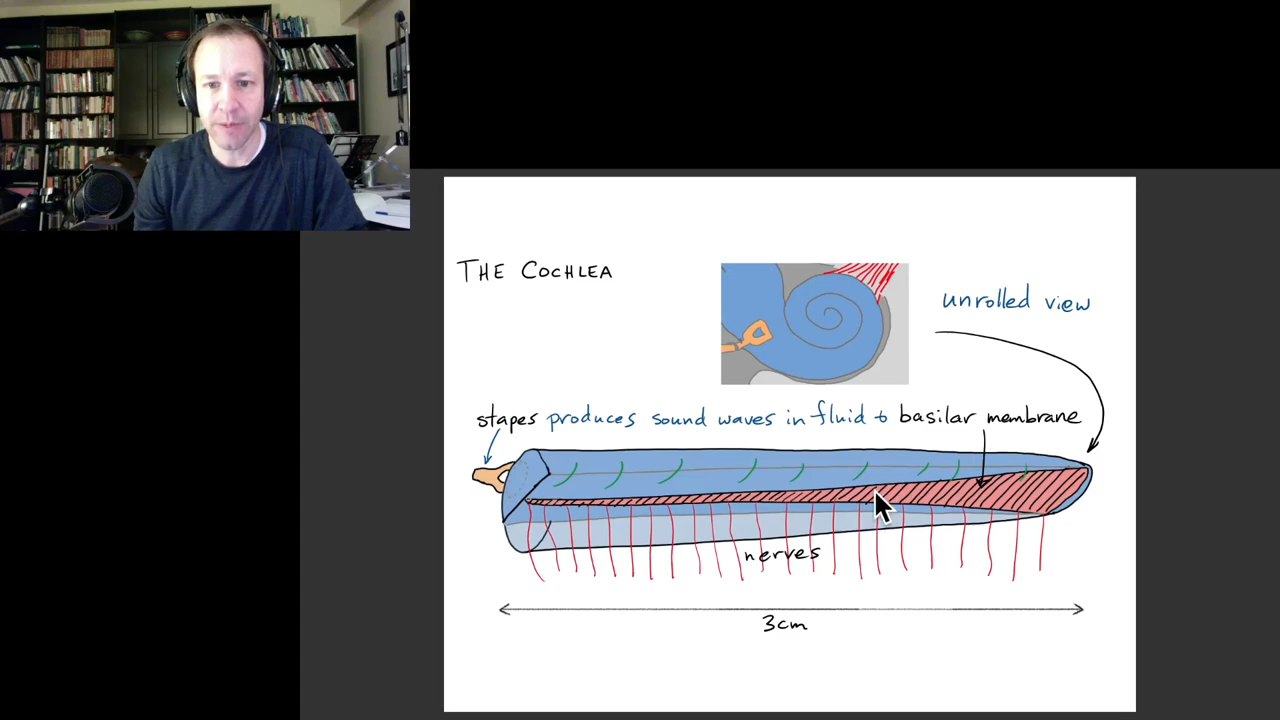 THE COCHLEA
unrolled view
stapes produces sound waves in fluid to basilar membrane
nerves
3cm